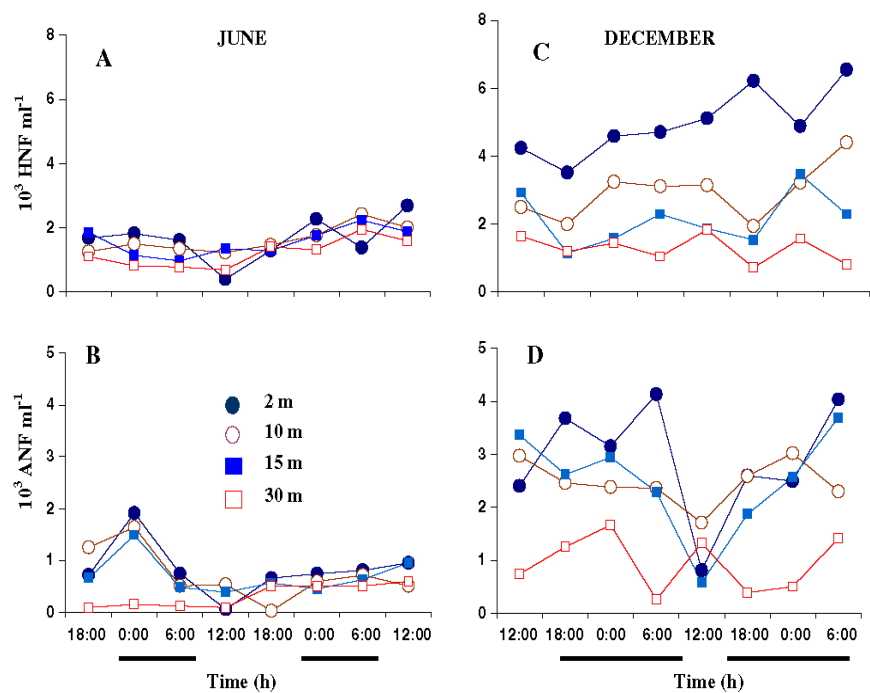 JUNE
DECEMBER
A
8
6
4
2
0
10³ HNF ml⁻¹
C
8
6
4
2
0
B
5
4
3
2
1
0
10³ ANF ml⁻¹
2 m
10 m
15 m
30 m
18:00 0:00 6:00 12:00 18:00 0:00 6:00 12:00
Time (h)
D
5
4
3
2
1
0
12:00 18:00 0:00 6:00 12:00 18:00 0:00 6:00
Time (h)